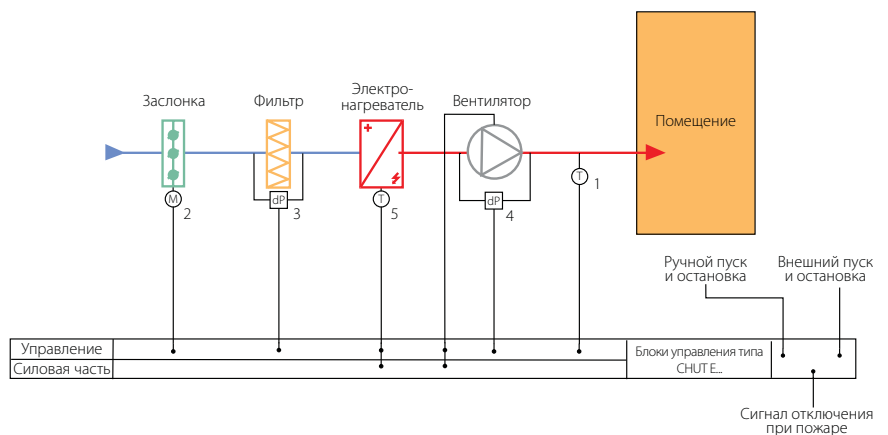 Заслонка
Фильтр
Электро-
нагреватель
Вентилятор
Помещение
M
2
dP
3
T
5
dP
4
T
1
Ручной пуск
и остановка
Внешний пуск
и остановка
Управление
Силовая часть
Блоки управления типа
CHUT E...
Сигнал отключения
при пожаре